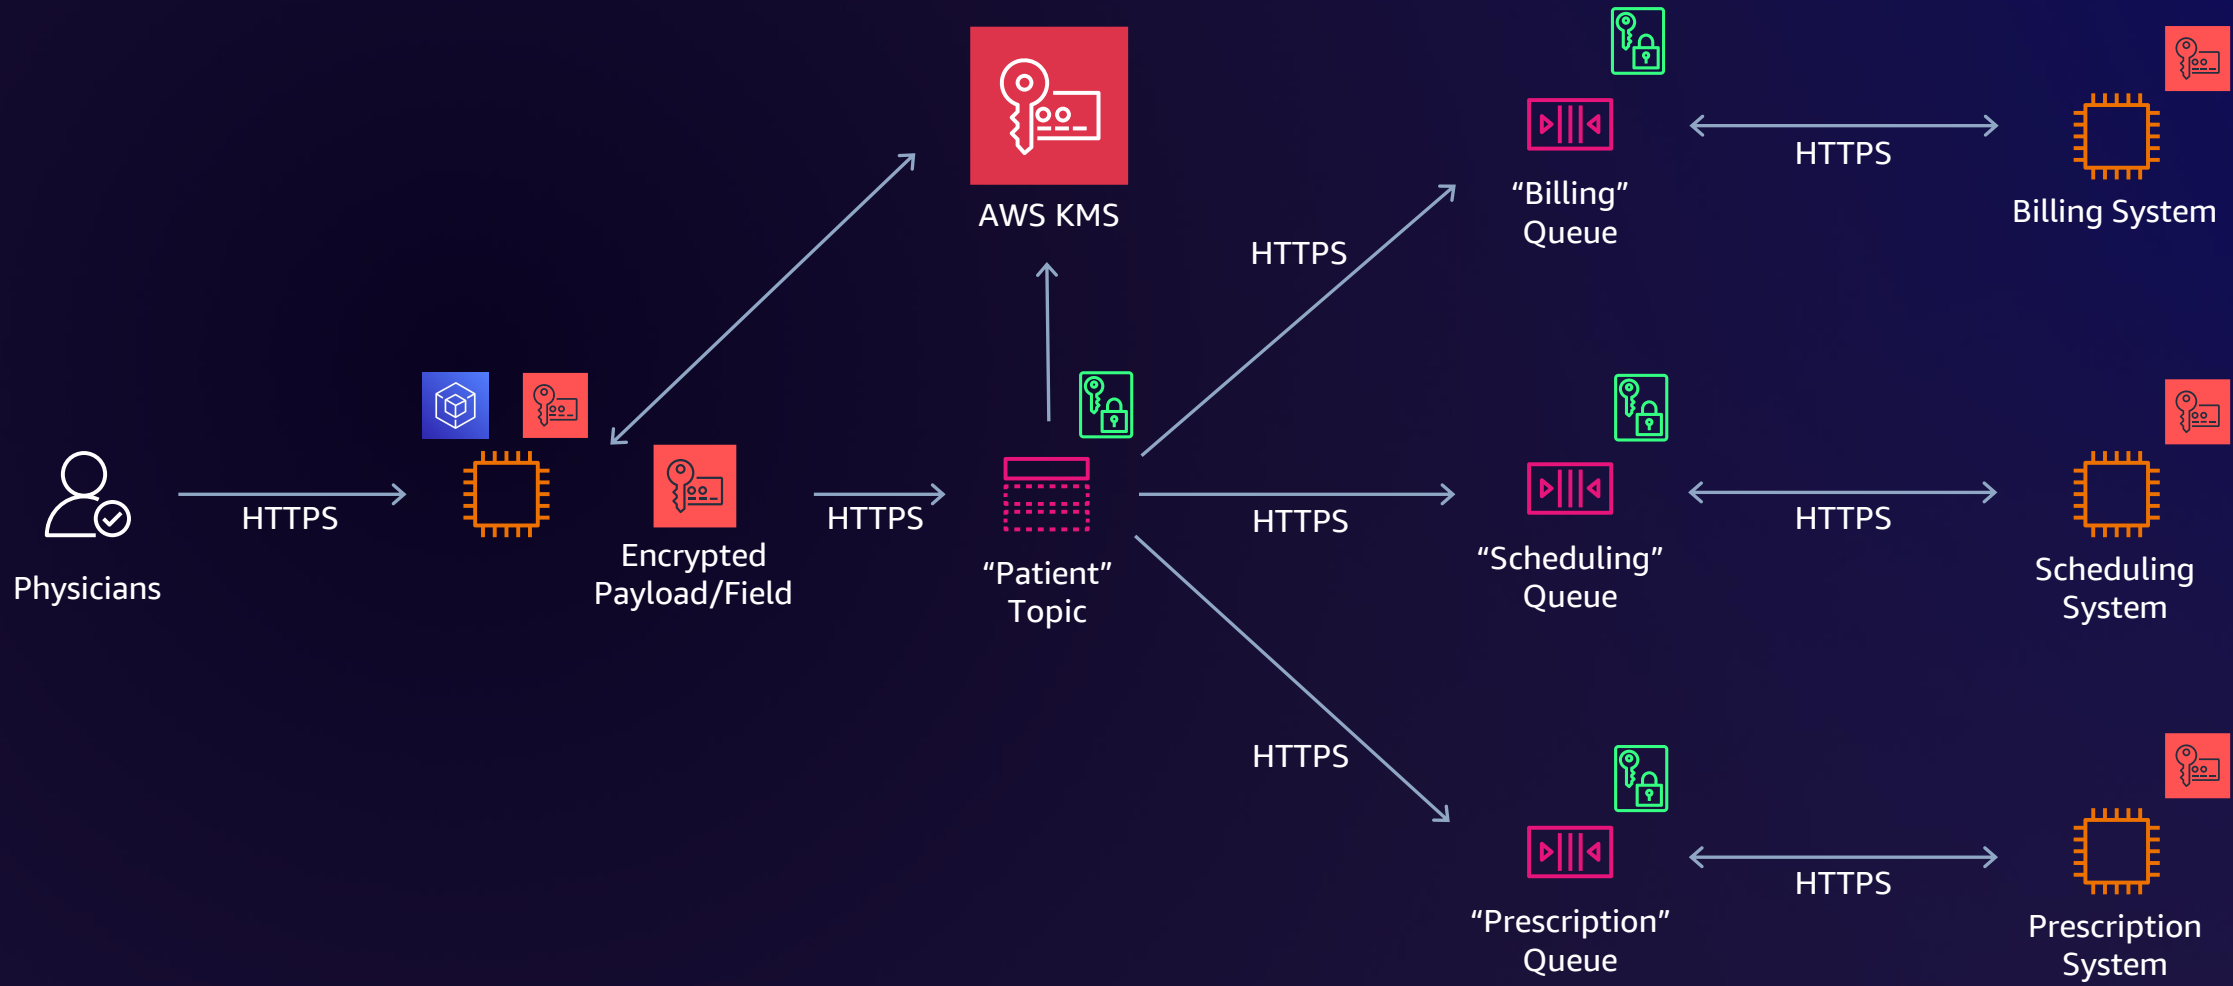 Physicians
HTTPS
Encrypted
Payload/Field
HTTPS
AWS KMS
“Patient”
Topic
HTTPS
HTTPS
HTTPS
“Billing”
Queue
HTTPS
Billing System
“Scheduling”
Queue
HTTPS
Scheduling
System
“Prescription”
Queue
HTTPS
Prescription
System